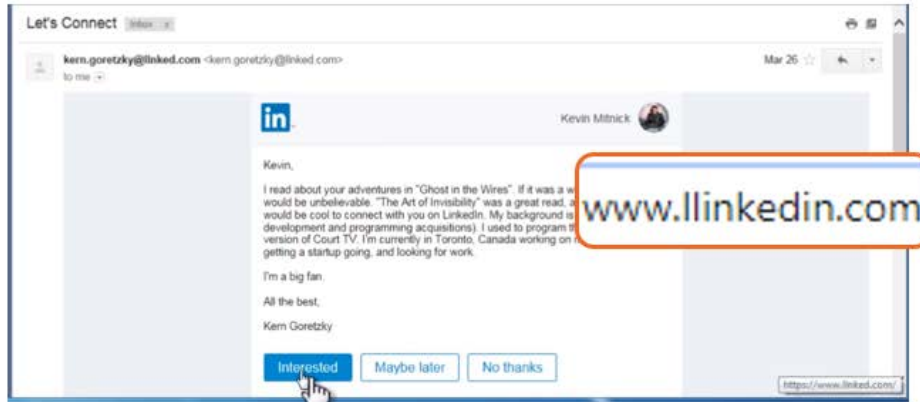 Let's Connect Inbox x
kern.goretzky@llnked.com <kern.goretzky@llnked.com>
Mar 26
to me
in
Kevin Mitnick
Kevin,
I read about your adventures in "Ghost in the Wires". If it was a w
would be unbelievable. "The Art of Invisibility" was a great read, a
would be cool to connect with you on LinkedIn. My background is
development and programming acquisitions). I used to program th
version of Court TV. I'm currently in Toronto, Canada working on
getting a startup going, and looking for work
www.llinkedin.com
I'm a big fan.
All the best,
Kern Goretzky
Interested Maybe later No thanks
https://www.llnked.com/